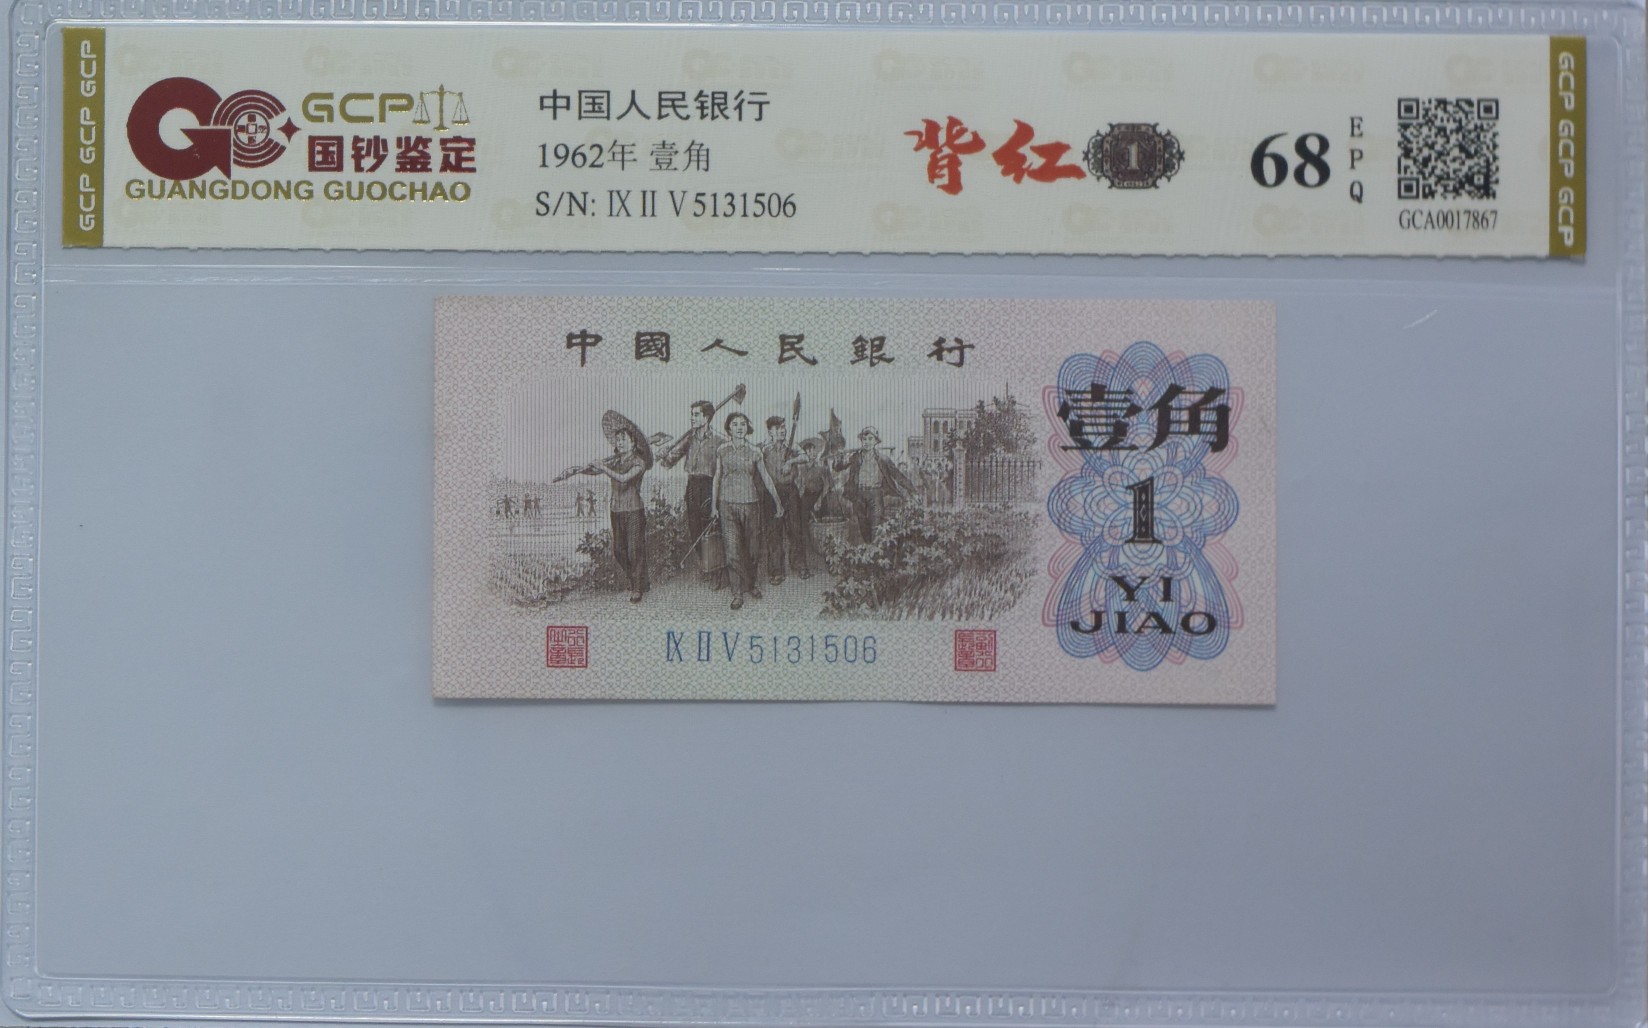 GCP GCP GCP
GCP
国钞鉴定
GUANGDONG GUOCHAO
中国人民银行
1962年 壹角
S/N: Ⅸ Ⅱ Ⅴ 5131506
背红
1
68
EPQ
GCA0017867
GCP GCP GCP
中國人民銀行
壹角
1
YI
JIAO
Ⅸ Ⅱ Ⅴ 5131506